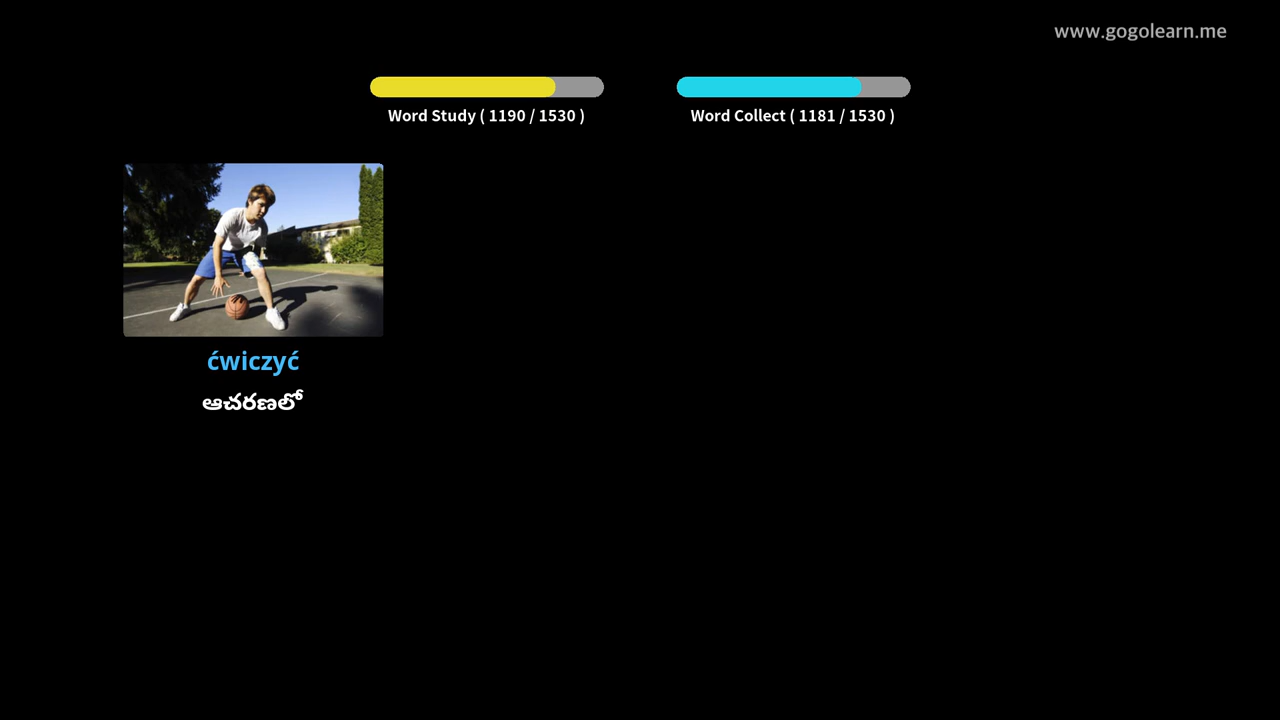 www.gogolearn.me
Word Study ( 1190 / 1530 )
Word Collect ( 1181 / 1530 )
ćwiczyć
ఆచరణలో